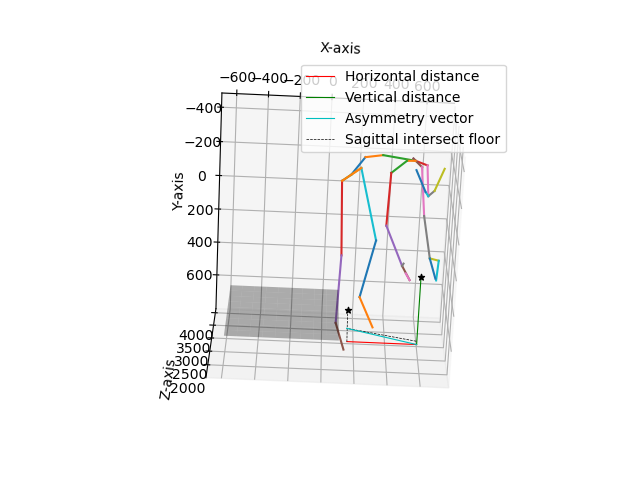 X-axis
−600
−400
−200
0
200
400
600
Horizontal distance
Vertical distance
Asymmetry vector
Sagittal intersect floor
Y-axis
−400
−200
0
200
400
600
4000
3500
3000
2500
2000
Z-axis